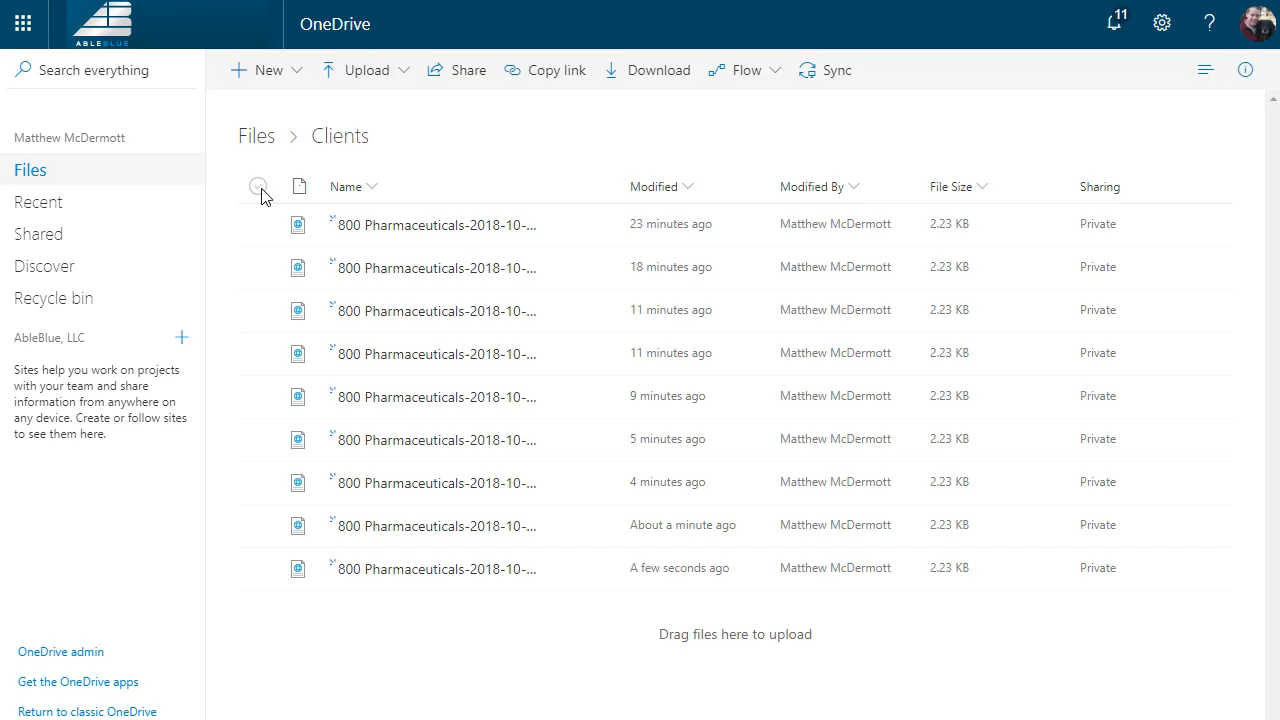 ABLEBLUE
OneDrive
11
?
Search everything
New
Upload
Share
Copy link
Download
Flow
Sync
Matthew McDermott
Files
Recent
Shared
Discover
Recycle bin
AbleBlue, LLC
Sites help you work on projects
with your team and share
information from anywhere on
any device. Create or follow sites
to see them here.
OneDrive admin
Get the OneDrive apps
Return to classic OneDrive
Files > Clients
Name Modified Modified By File Size Sharing
800 Pharmaceuticals-2018-10-... 23 minutes ago Matthew McDermott 2.23 KB Private
800 Pharmaceuticals-2018-10-... 18 minutes ago Matthew McDermott 2.23 KB Private
800 Pharmaceuticals-2018-10-... 11 minutes ago Matthew McDermott 2.23 KB Private
800 Pharmaceuticals-2018-10-... 11 minutes ago Matthew McDermott 2.23 KB Private
800 Pharmaceuticals-2018-10-... 9 minutes ago Matthew McDermott 2.23 KB Private
800 Pharmaceuticals-2018-10-... 5 minutes ago Matthew McDermott 2.23 KB Private
800 Pharmaceuticals-2018-10-... 4 minutes ago Matthew McDermott 2.23 KB Private
800 Pharmaceuticals-2018-10-... About a minute ago Matthew McDermott 2.23 KB Private
800 Pharmaceuticals-2018-10-... A few seconds ago Matthew McDermott 2.23 KB Private
Drag files here to upload